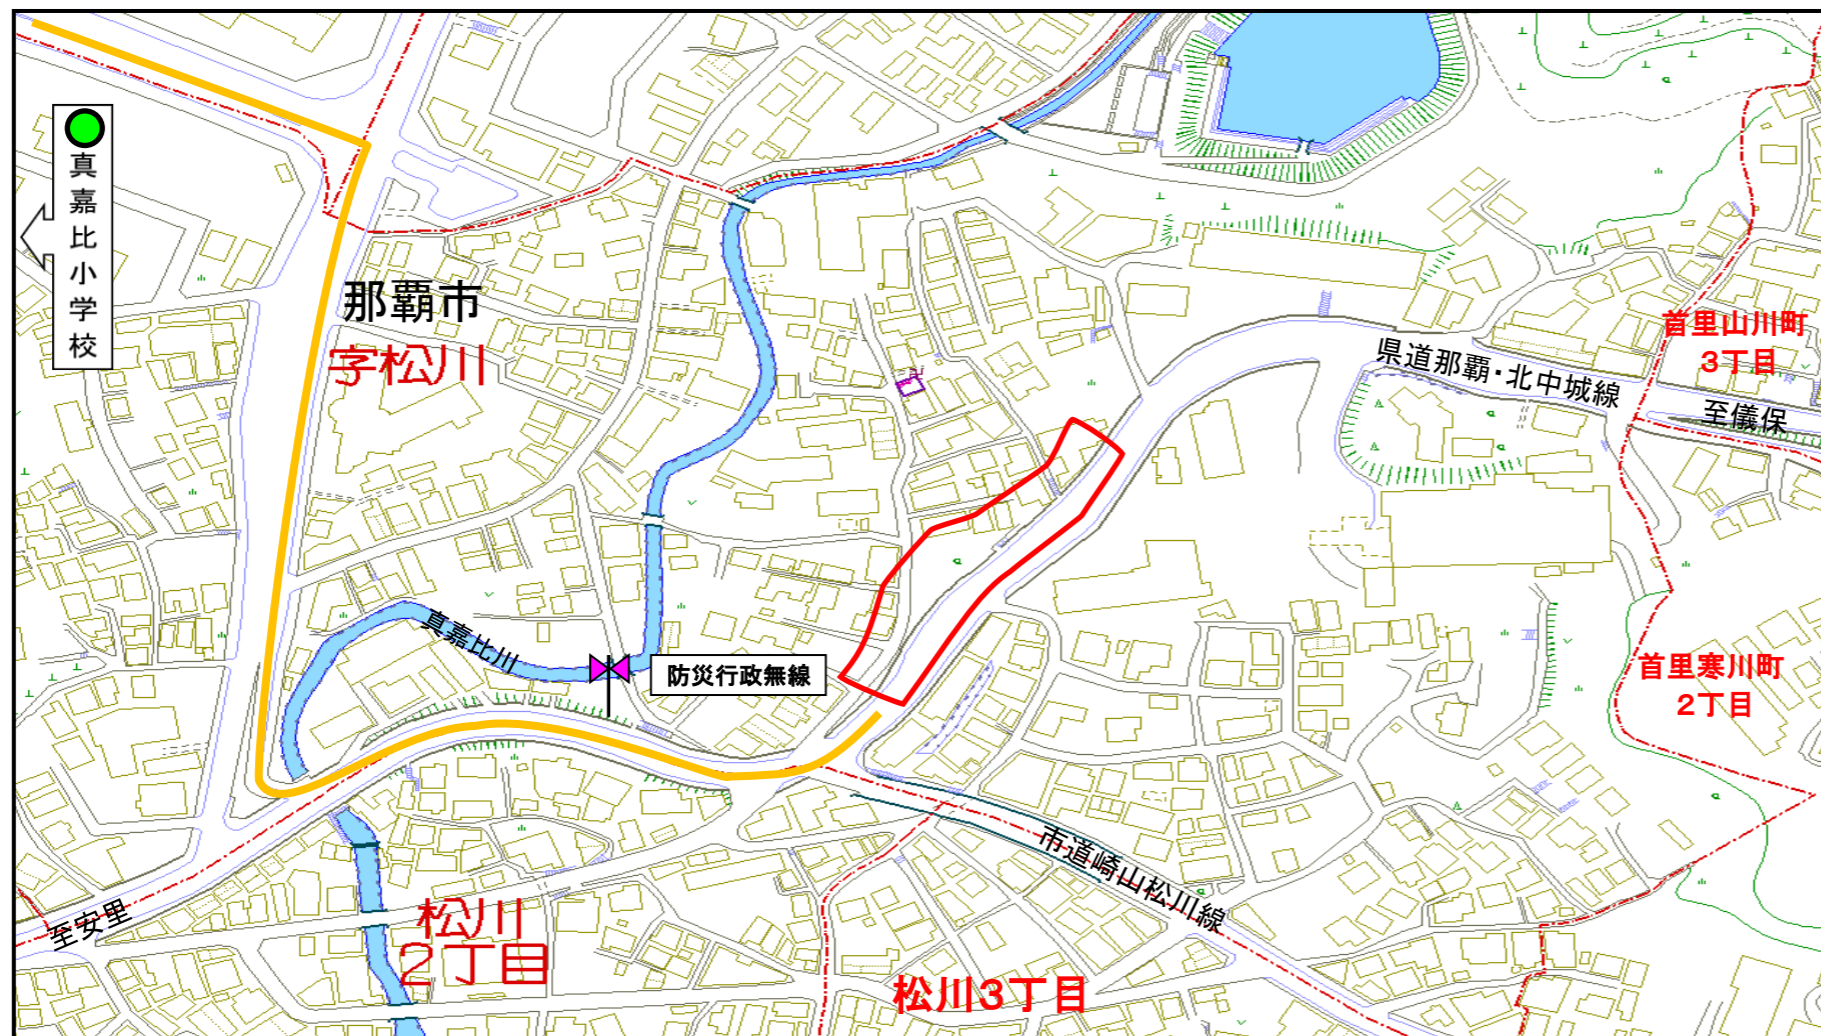 真嘉比小学校
那覇市
字松川
首里山川町
3丁目
県道那覇・北中城線
至儀保
真嘉比川
防災行政無線
首里寒川町
2丁目
市道崎山松川線
至安里
松川
2丁目
松川3丁目